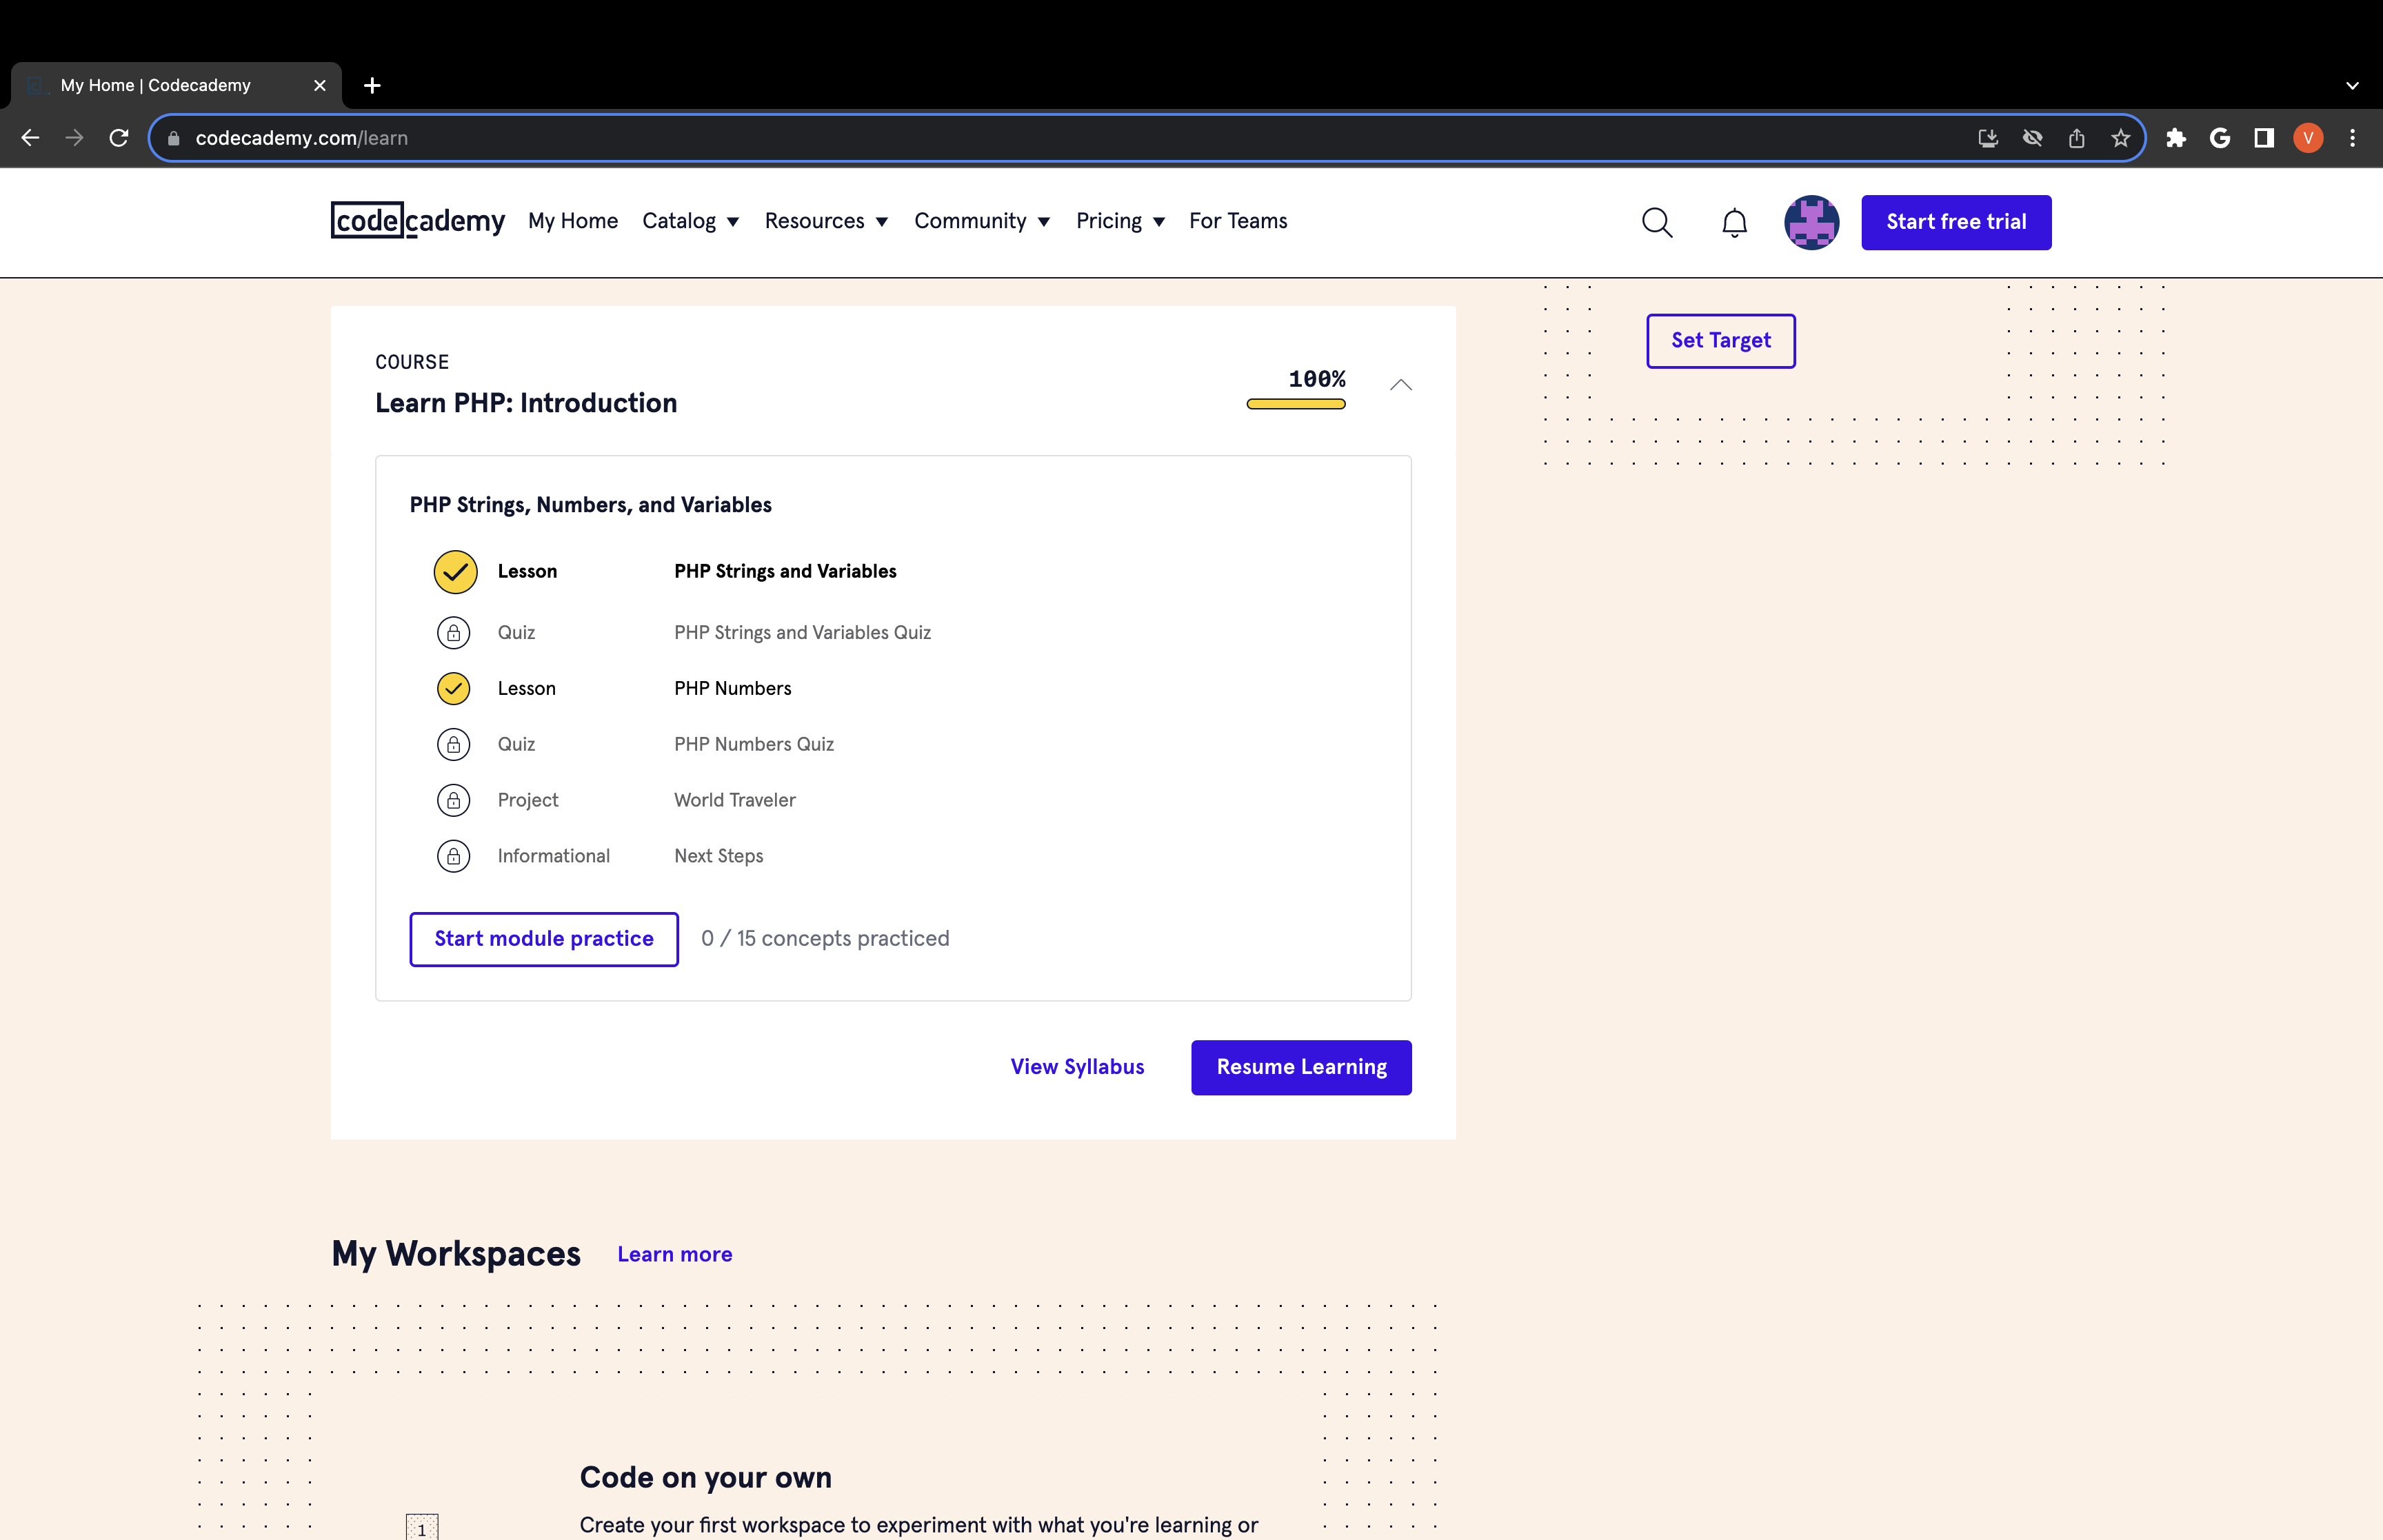 My Home | Codecademy
codecademy.com/learn
V
codecademy My Home Catalog Resources Community Pricing For Teams Start free trial
Set Target
COURSE
100%
Learn PHP: Introduction
PHP Strings, Numbers, and Variables
Lesson PHP Strings and Variables
Quiz PHP Strings and Variables Quiz
Lesson PHP Numbers
Quiz PHP Numbers Quiz
Project World Traveler
Informational Next Steps
Start module practice 0 / 15 concepts practiced
View Syllabus Resume Learning
My Workspaces Learn more
Code on your own
1 Create your first workspace to experiment with what you're learning or